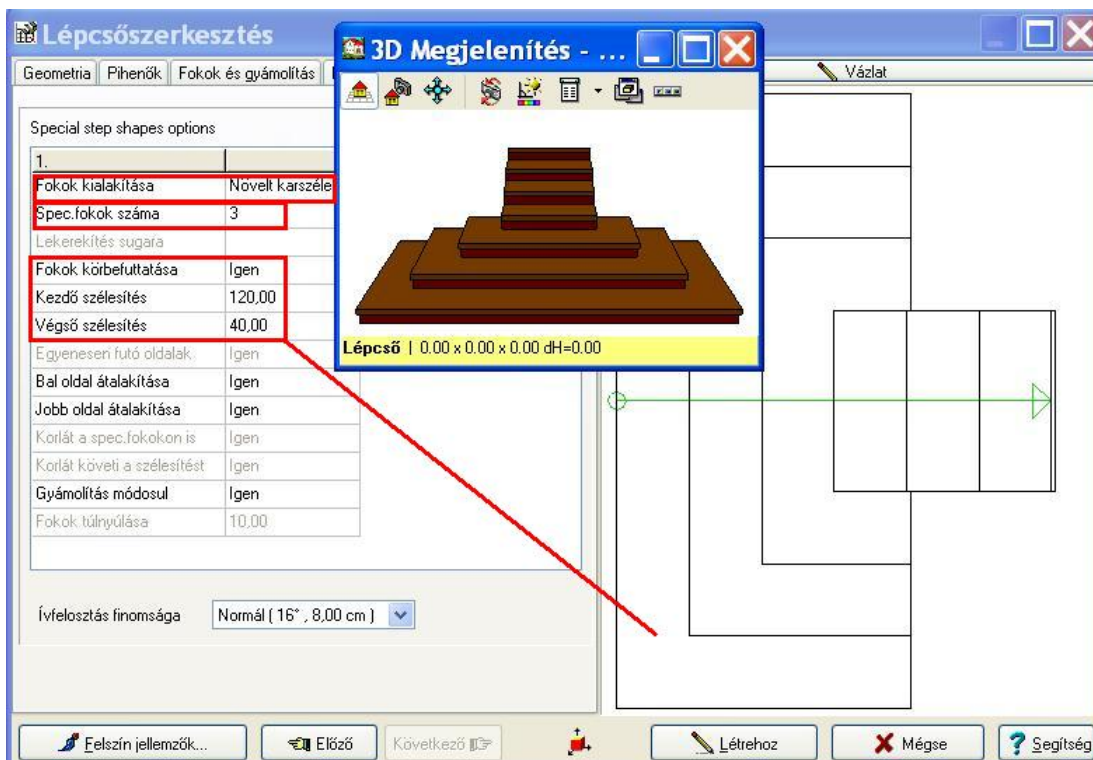 Lépcsőszerkesztés
3D Megjelenítés - ...
Geometria Pihenők Fokok és gyámolítás
Vázlat
Special step shapes options
1.
Fokok kialakítása Növelt karszéle
Spec.fokok száma 3
Lekerekítés sugara
Fokok körbefuttatása Igen
Kezdő szélesítés 120,00
Végső szélesítés 40,00
Lépcső | 0.00 x 0.00 x 0.00 dH=0.00
Egyenesen futó oldalak Igen
Bal oldal átalakítása Igen
Jobb oldal átalakítása Igen
Korlát a spec.fokokon is Igen
Korlát követi a szélesítést Igen
Gyámolítás módosul Igen
Fokok túlnyúlása 10,00
Ívfelosztás finomsága Normál ( 16° , 8,00 cm )
Felszín jellemzők... Előző Következő Létrehoz Mégse Segítség